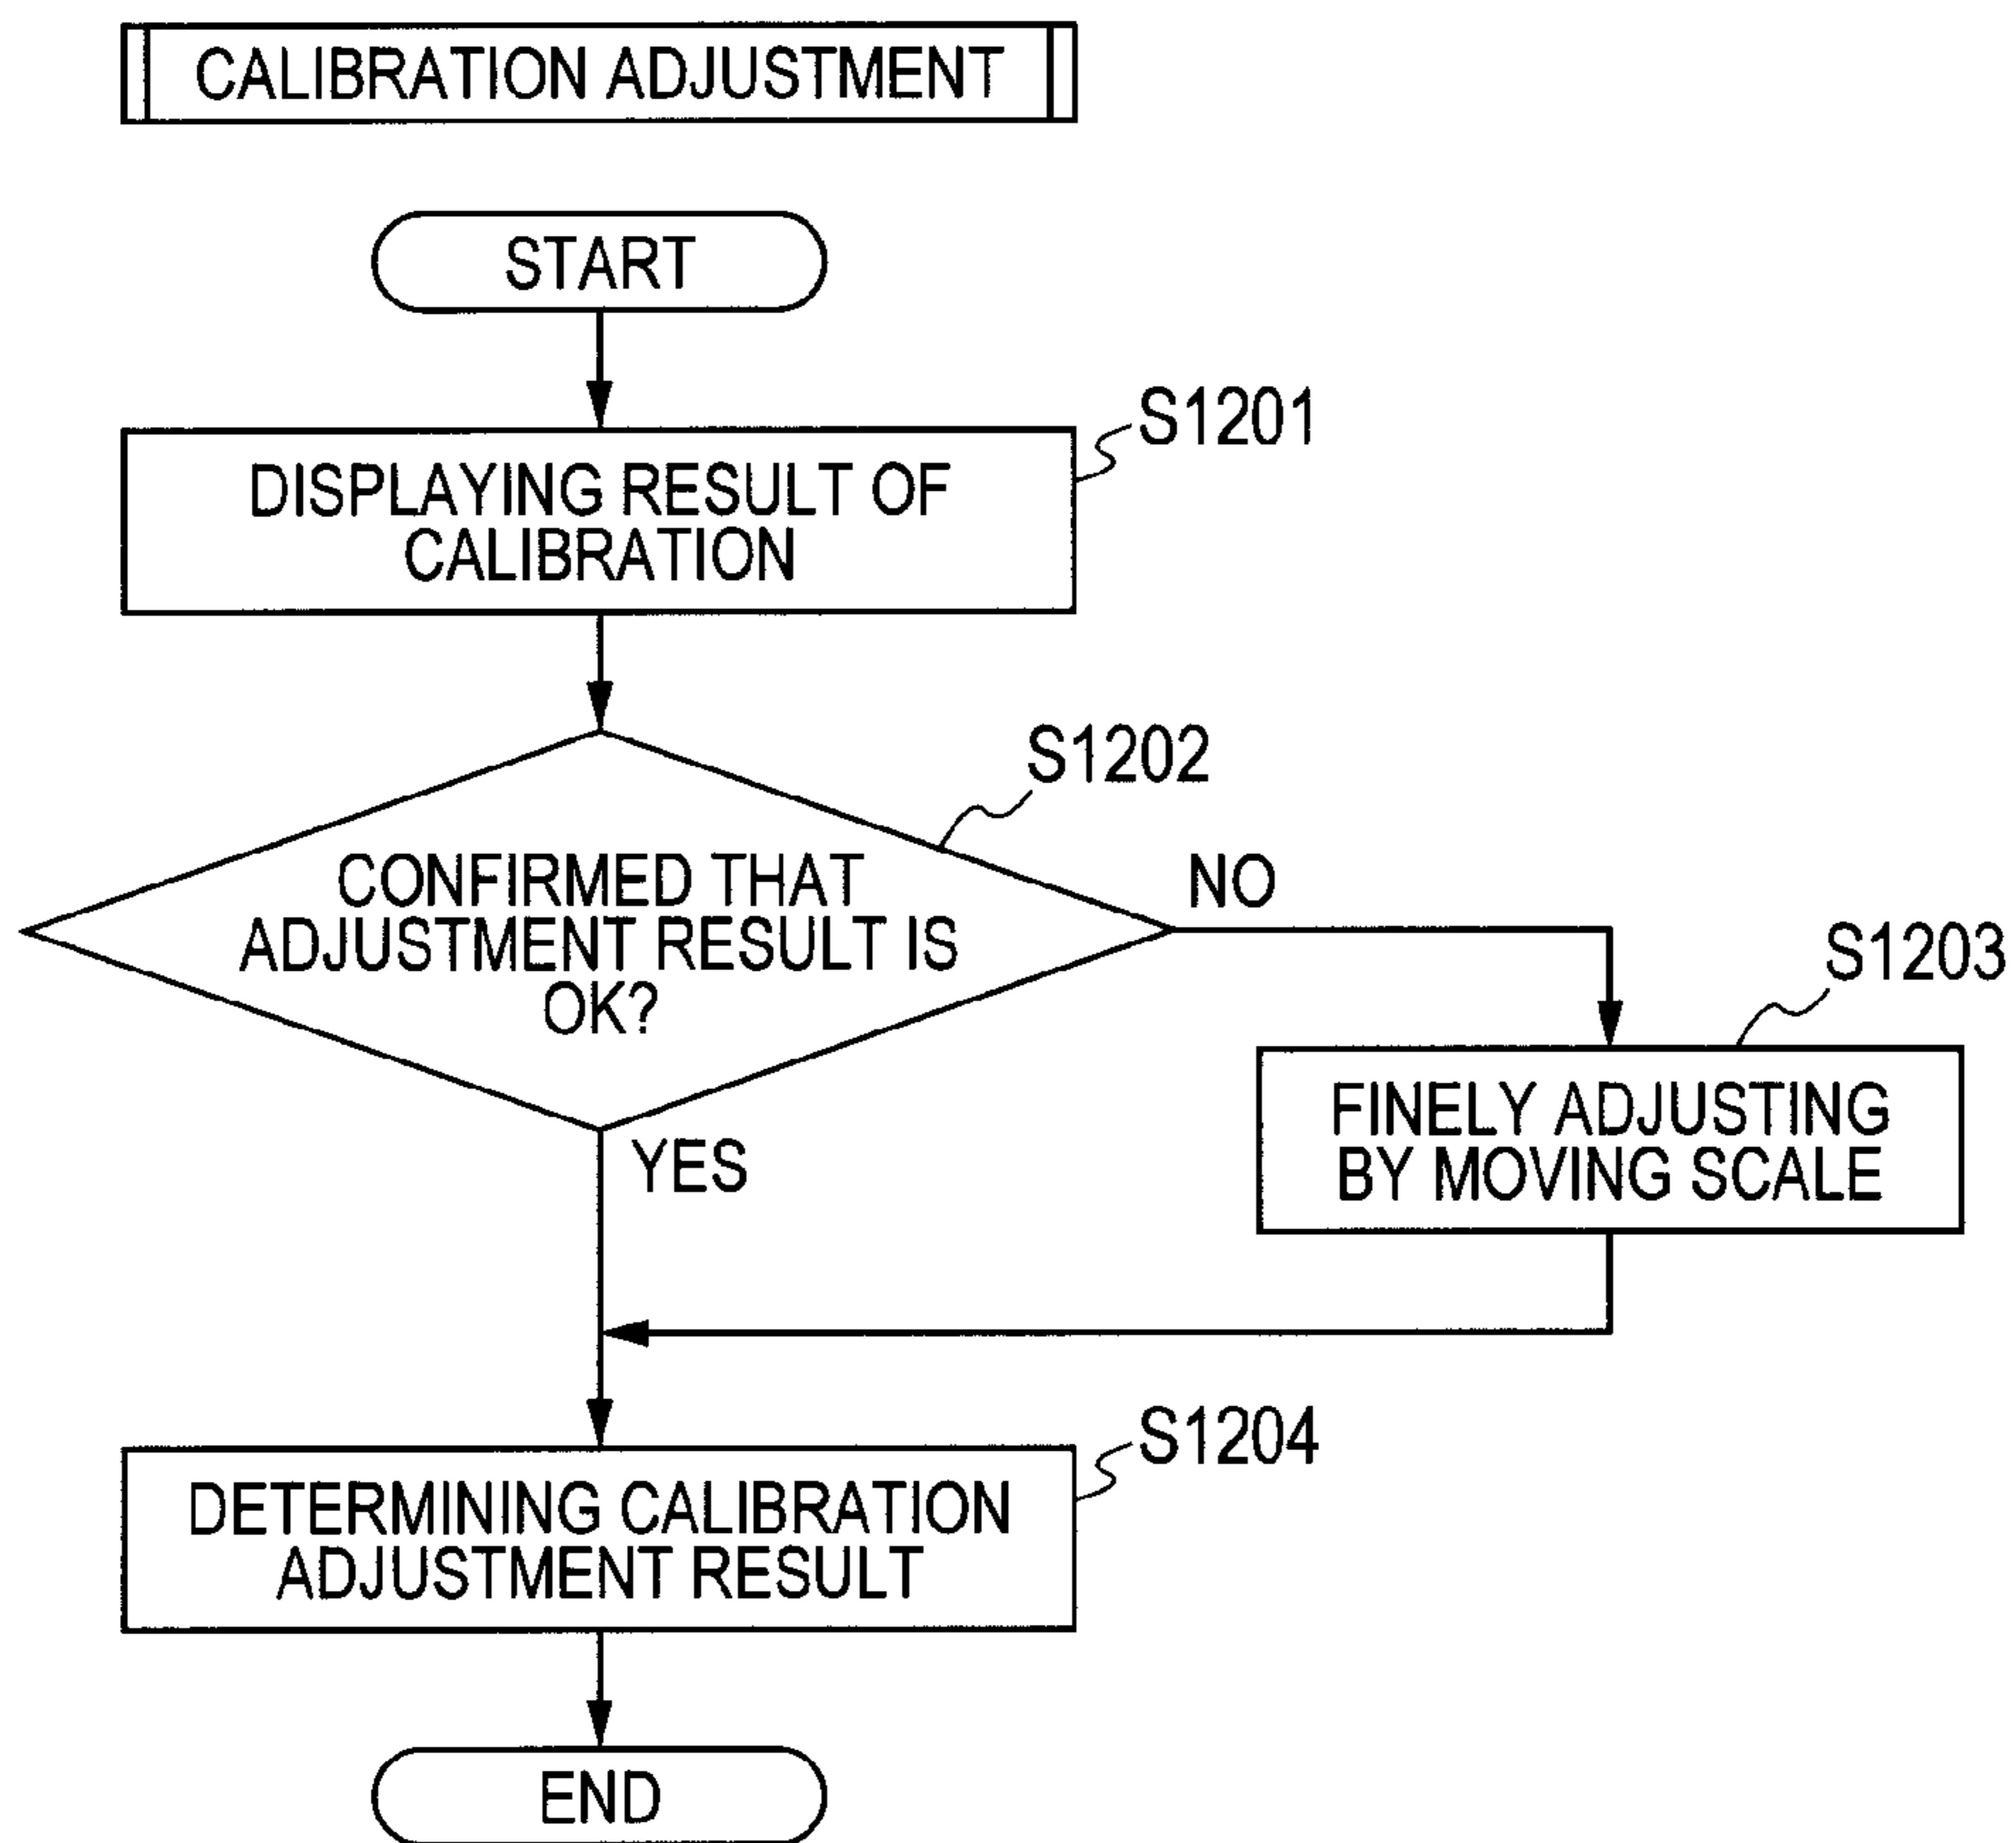 CALIBRATION ADJUSTMENT
START
S1201
DISPLAYING RESULT OF
CALIBRATION
S1202
CONFIRMED THAT
ADJUSTMENT RESULT IS
OK?
NO
S1203
FINELY ADJUSTING
BY MOVING SCALE
YES
S1204
DETERMINING CALIBRATION
ADJUSTMENT RESULT
END